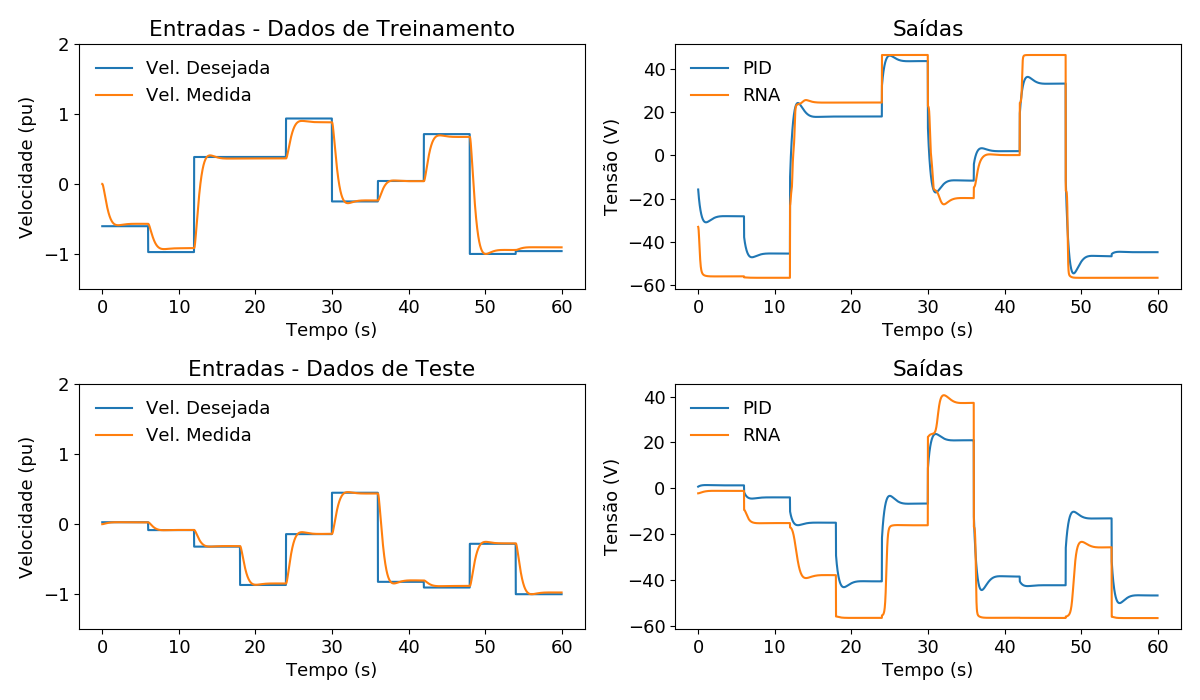 Entradas - Dados de Treinamento
2
1
0
−1
Velocidade (pu)
Vel. Desejada
Vel. Medida
0 10 20 30 40 50 60
Tempo (s)
Saídas
40
20
0
−20
−40
−60
Tensão (V)
PID
RNA
0 10 20 30 40 50 60
Tempo (s)
Entradas - Dados de Teste
2
1
0
−1
Velocidade (pu)
Vel. Desejada
Vel. Medida
0 10 20 30 40 50 60
Tempo (s)
Saídas
40
20
0
−20
−40
−60
Tensão (V)
PID
RNA
0 10 20 30 40 50 60
Tempo (s)